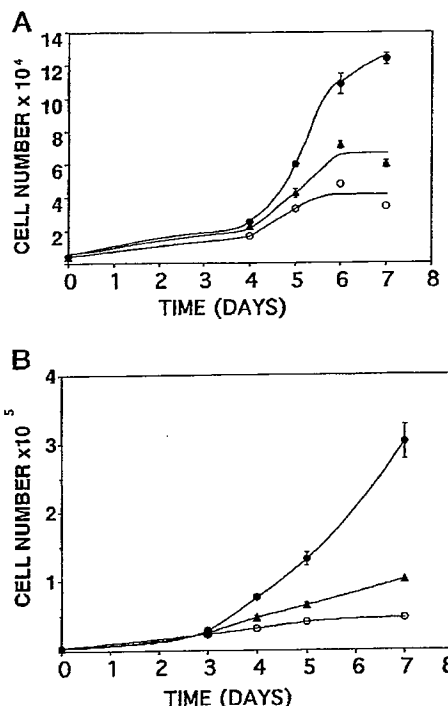 A
CELL NUMBER x 10⁴
14
12
10
8
6
4
2
0 1 2 3 4 5 6 7 8
TIME (DAYS)
B
CELL NUMBER x10⁵
4
3
2
1
0 1 2 3 4 5 6 7 8
TIME (DAYS)